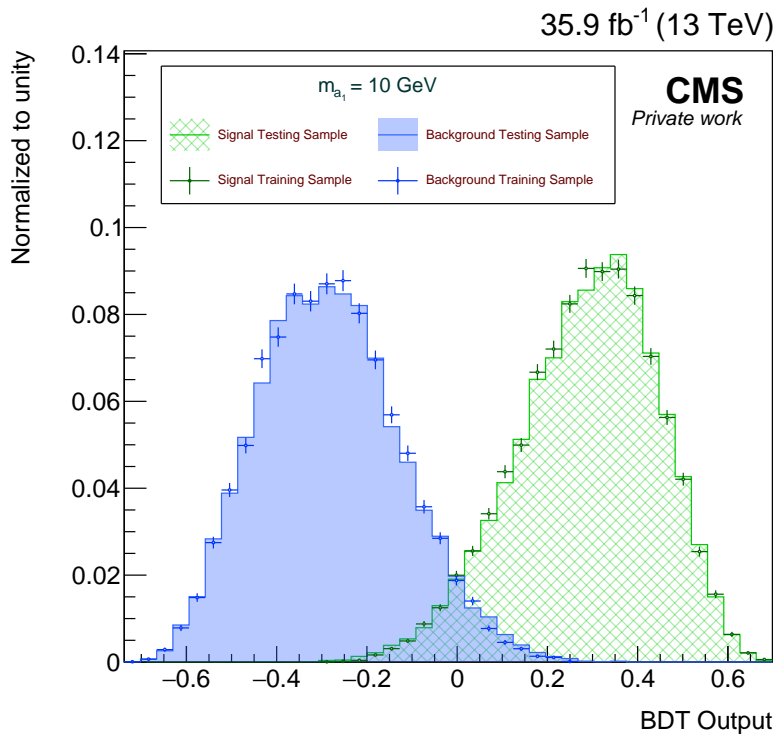 35.9 fb⁻¹ (13 TeV)
Normalized to unity
0.14
0.12
0.1
0.08
0.06
0.04
0.02
0
m_{a_1} = 10 GeV
Signal Testing Sample
Background Testing Sample
Signal Training Sample
Background Training Sample
CMS
Private work
−0.6 −0.4 −0.2 0 0.2 0.4 0.6
BDT Output